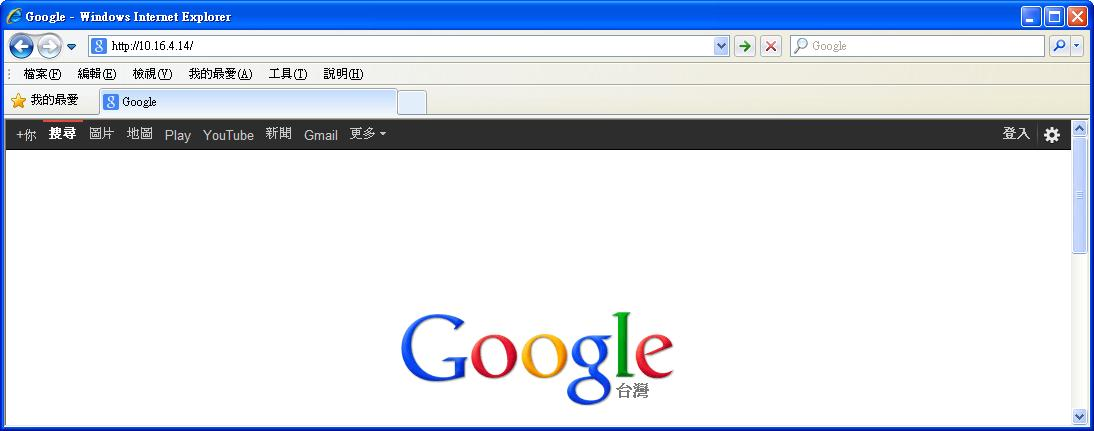 Google - Windows Internet Explorer
http://10.16.4.14/
Google
檔案(F) 編輯(E) 檢視(V) 我的最愛(A) 工具(T) 說明(H)
我的最愛 Google
+你 搜尋 圖片 地圖 Play YouTube 新聞 Gmail 更多 登入
Google
台灣